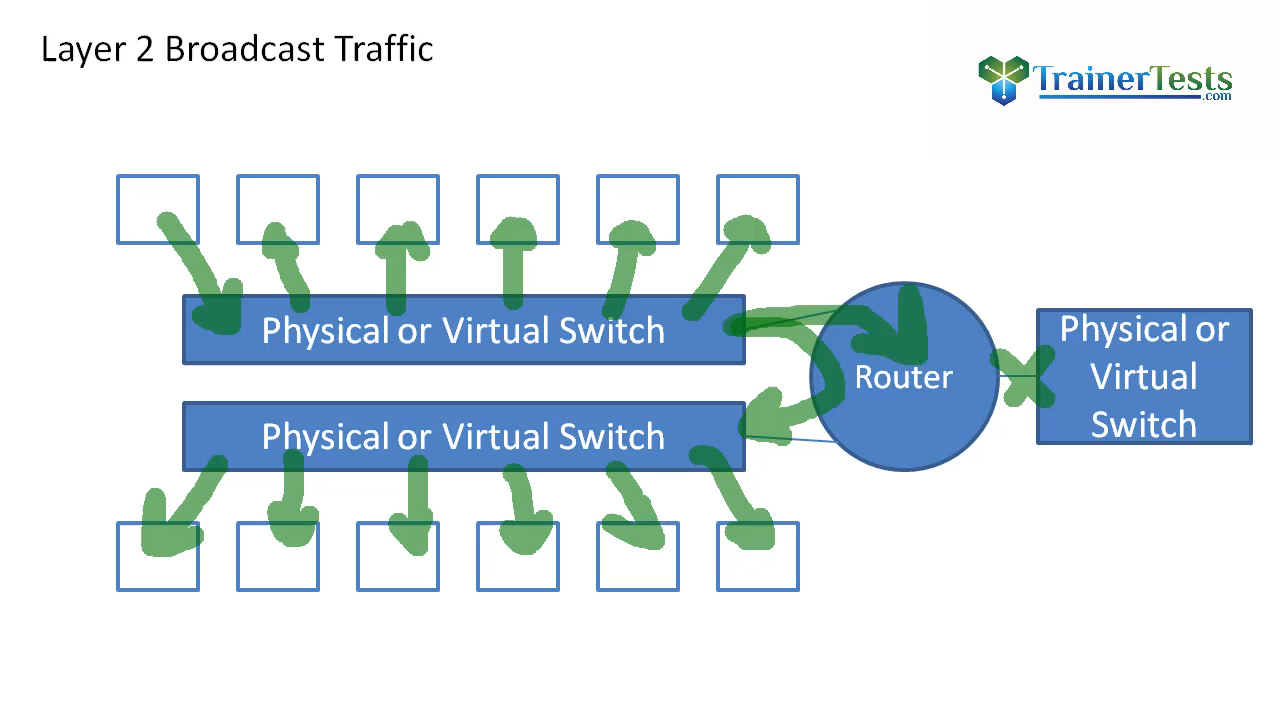 Layer 2 Broadcast Traffic
TrainerTests
.com
Physical or Virtual Switch
Router
Physical or
Virtual
Switch
Physical or Virtual Switch